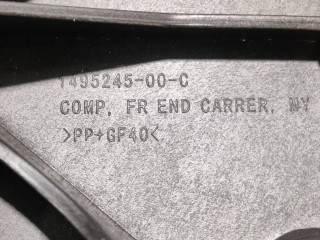 1495245-00-C
COMP, FR END CARRER, MY
>PP+GF40<